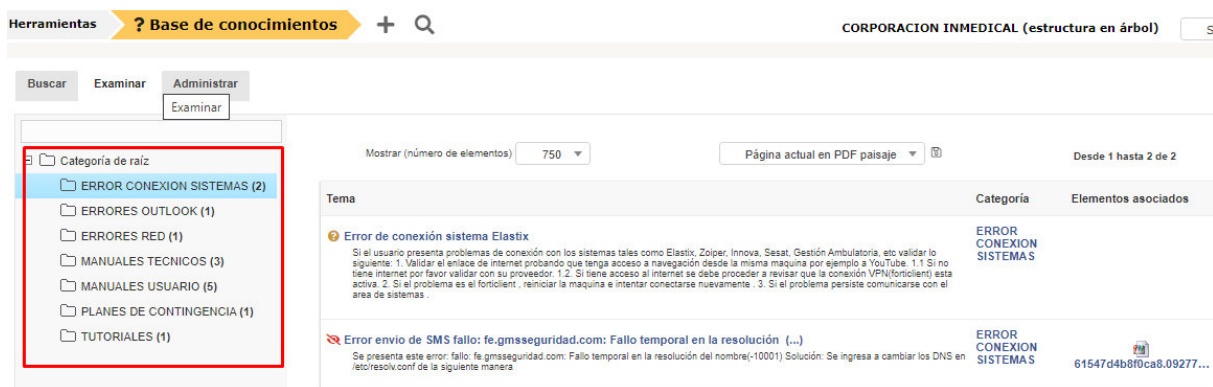 Herramientas
? Base de conocimientos
CORPORACION INMEDICAL (estructura en árbol)
S
Buscar
Examinar
Administrar
Examinar
Categoría de raíz
ERROR CONEXION SISTEMAS (2)
ERRORES OUTLOOK (1)
ERRORES RED (1)
MANUALES TECNICOS (3)
MANUALES USUARIO (5)
PLANES DE CONTINGENCIA (1)
TUTORIALES (1)
Mostrar (número de elementos)
750
Página actual en PDF paisaje
Desde 1 hasta 2 de 2
Tema
Categoría
Elementos asociados
Error de conexión sistema Elastix
Si el usuario presenta problemas de conexión con los sistemas tales como Elastix, Zoiper, Innova, Sesat, Gestión Ambulatoria, etc validar lo
siguiente: 1. Validar el enlace de internet probando que tenga acceso a navegación desde la misma maquina por ejemplo a YouTube. 1.1 Si no
tiene internet por favor validar con su proveedor. 1.2. Si tiene acceso al internet se debe proceder a revisar que la conexión VPN(forticlient) esta
activa. 2. Si el problema es el forticlient , reiniciar la maquina e intentar conectarse nuevamente . 3. Si el problema persiste comunicarse con el
area de sistemas .
ERROR
CONEXION
SISTEMAS
Error envio de SMS fallo: fe.gmsseguridad.com: Fallo temporal en la resolución (...)
Se presenta este error: fallo: fe.gmsseguridad.com: Fallo temporal en la resolución del nombre(-10001) Solución: Se ingresa a cambiar los DNS en
/etc/resolv.conf de la siguiente manera
ERROR
CONEXION
SISTEMAS
61547d4b8f0ca8.09277...